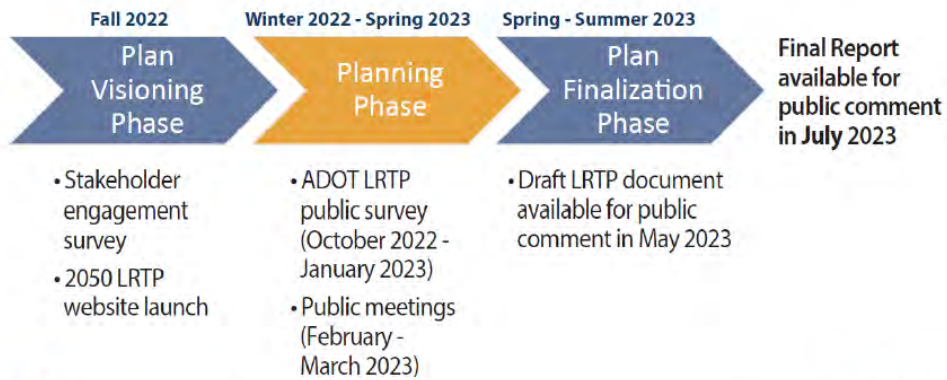 Fall 2022
Plan
Visioning
Phase
• Stakeholder
engagement
survey
• 2050 LRTP
website launch
Winter 2022 - Spring 2023
Planning
Phase
• ADOT LRTP
public survey
(October 2022 -
January 2023)
• Public meetings
(February -
March 2023)
Spring - Summer 2023
Plan
Finalization
Phase
• Draft LRTP document
available for public
comment in May 2023
Final Report
available for
public comment
in July 2023